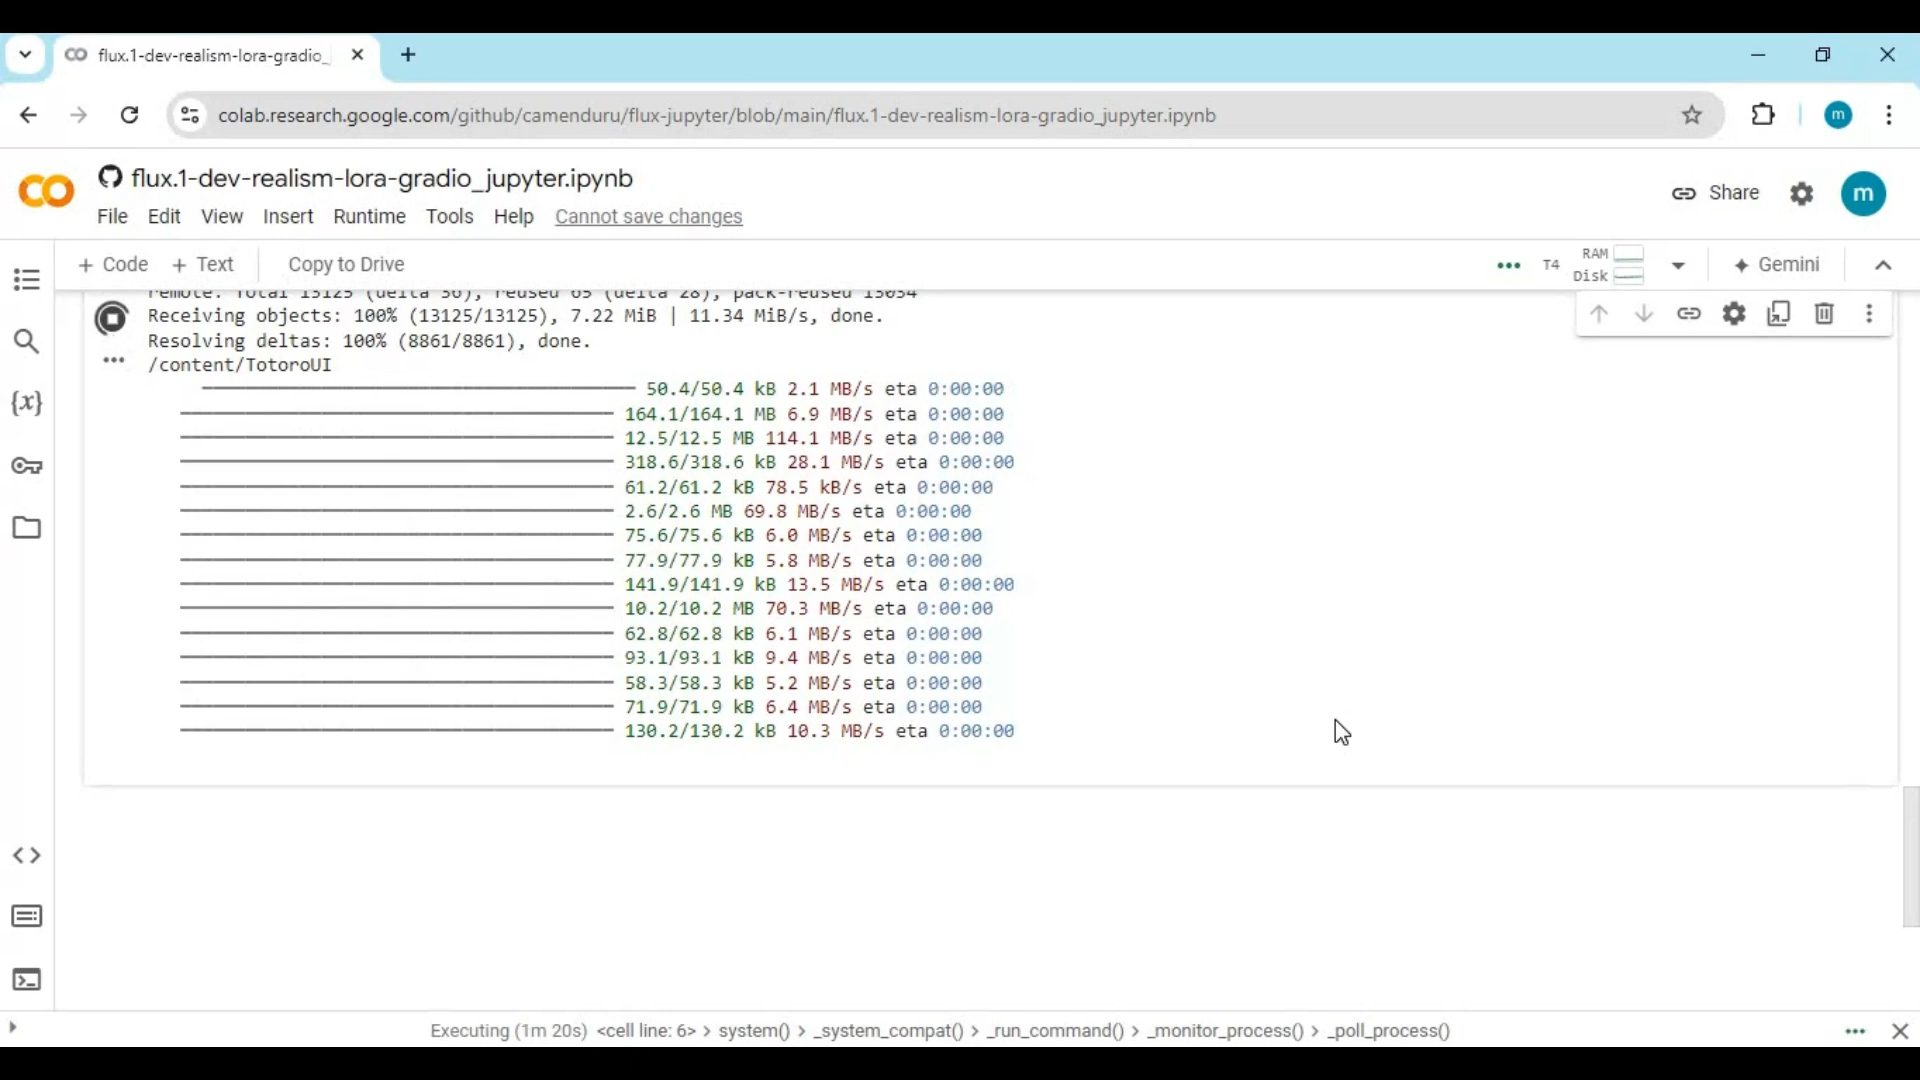 flux.1-dev-realism-lora-gradio_
colab.research.google.com/github/camenduru/flux-jupyter/blob/main/flux.1-dev-realism-lora-gradio_jupyter.ipynb
m
flux.1-dev-realism-lora-gradio_jupyter.ipynb
Share
m
File Edit View Insert Runtime Tools Help Cannot save changes
+ Code + Text Copy to Drive
T4
RAM
Disk
Gemini
remote: Total 13125 (delta 36), reused 65 (delta 28), pack-reused 13034
Receiving objects: 100% (13125/13125), 7.22 MiB | 11.34 MiB/s, done.
Resolving deltas: 100% (8861/8861), done.
/content/TotoroUI
50.4/50.4 kB 2.1 MB/s eta 0:00:00
164.1/164.1 MB 6.9 MB/s eta 0:00:00
12.5/12.5 MB 114.1 MB/s eta 0:00:00
318.6/318.6 kB 28.1 MB/s eta 0:00:00
61.2/61.2 kB 78.5 kB/s eta 0:00:00
2.6/2.6 MB 69.8 MB/s eta 0:00:00
75.6/75.6 kB 6.0 MB/s eta 0:00:00
77.9/77.9 kB 5.8 MB/s eta 0:00:00
141.9/141.9 kB 13.5 MB/s eta 0:00:00
10.2/10.2 MB 70.3 MB/s eta 0:00:00
62.8/62.8 kB 6.1 MB/s eta 0:00:00
93.1/93.1 kB 9.4 MB/s eta 0:00:00
58.3/58.3 kB 5.2 MB/s eta 0:00:00
71.9/71.9 kB 6.4 MB/s eta 0:00:00
130.2/130.2 kB 10.3 MB/s eta 0:00:00
Executing (1m 20s) <cell line: 6> > system() > _system_compat() > _run_command() > _monitor_process() > _poll_process()